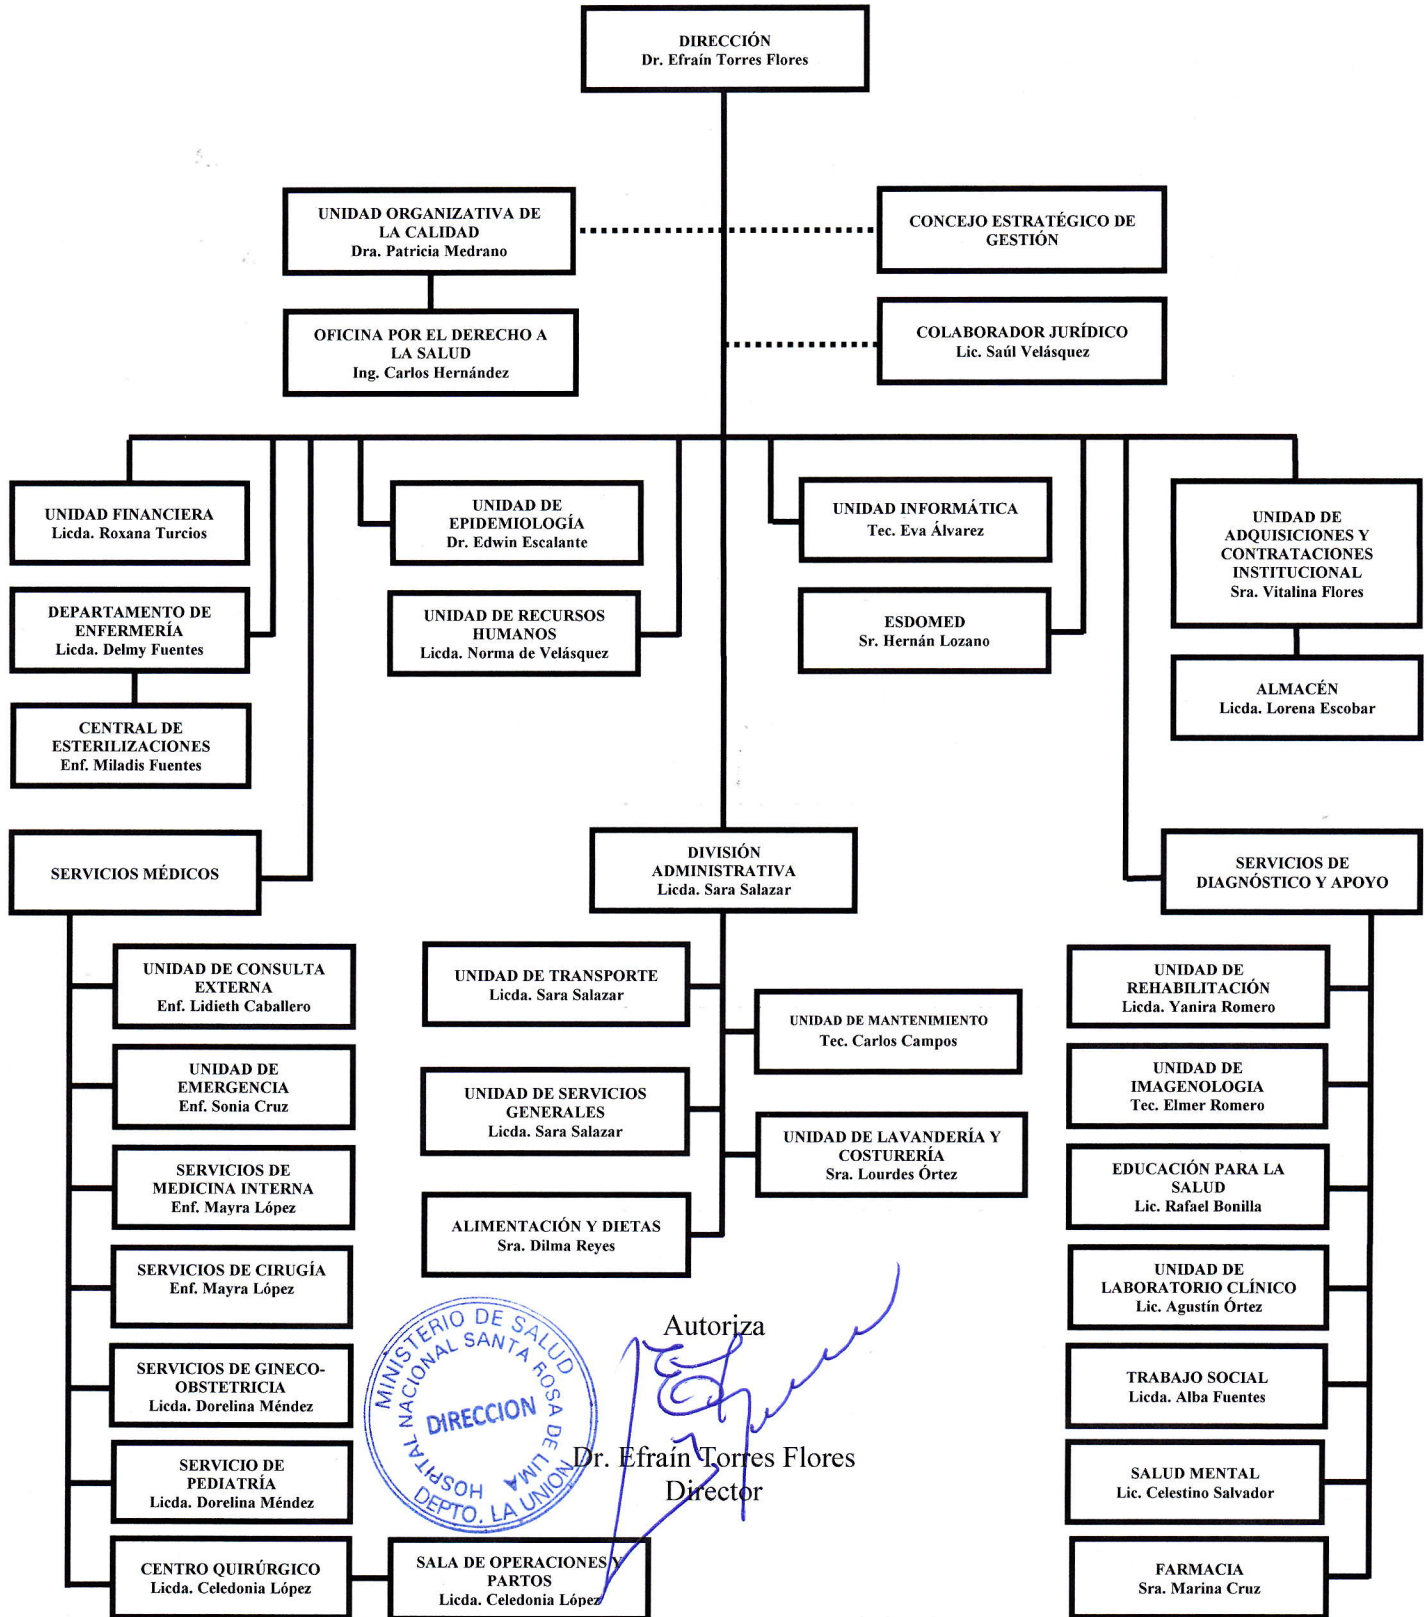 DIRECCIÓN
Dr. Efraín Torres Flores
UNIDAD ORGANIZATIVA DE
LA CALIDAD
Dra. Patricia Medrano
CONCEJO ESTRATÉGICO DE
GESTIÓN
OFICINA POR EL DERECHO A
LA SALUD
Ing. Carlos Hernández
COLABORADOR JURÍDICO
Lic. Saúl Velásquez
UNIDAD FINANCIERA
Licda. Roxana Turcios
UNIDAD DE
EPIDEMIOLOGÍA
Dr. Edwin Escalante
UNIDAD INFORMÁTICA
Tec. Eva Álvarez
UNIDAD DE
ADQUISICIONES Y
CONTRATACIONES
INSTITUCIONAL
Sra. Vitalina Flores
DEPARTAMENTO DE
ENFERMERÍA
Licda. Delmy Fuentes
UNIDAD DE RECURSOS
HUMANOS
Licda. Norma de Velásquez
ESDOMED
Sr. Hernán Lozano
ALMACÉN
Licda. Lorena Escobar
CENTRAL DE
ESTERILIZACIONES
Enf. Miladis Fuentes
SERVICIOS MÉDICOS
DIVISIÓN
ADMINISTRATIVA
Licda. Sara Salazar
SERVICIOS DE
DIAGNÓSTICO Y APOYO
UNIDAD DE CONSULTA
EXTERNA
Enf. Lidieth Caballero
UNIDAD DE
EMERGENCIA
Enf. Sonia Cruz
SERVICIOS DE
MEDICINA INTERNA
Enf. Mayra López
SERVICIOS DE CIRUGÍA
Enf. Mayra López
SERVICIOS DE GINECO-
OBSTETRICIA
Licda. Dorelina Méndez
SERVICIO DE
PEDIATRÍA
Licda. Dorelina Méndez
CENTRO QUIRÚRGICO
Licda. Celedonia López
SALA DE OPERACIONES Y
PARTOS
Licda. Celedonia López
UNIDAD DE TRANSPORTE
Licda. Sara Salazar
UNIDAD DE MANTENIMIENTO
Tec. Carlos Campos
UNIDAD DE SERVICIOS
GENERALES
Licda. Sara Salazar
UNIDAD DE LAVANDERÍA Y
COSTURERÍA
Sra. Lourdes Órtez
ALIMENTACIÓN Y DIETAS
Sra. Dilma Reyes
UNIDAD DE
REHABILITACIÓN
Licda. Yanira Romero
UNIDAD DE
IMAGENOLOGIA
Tec. Elmer Romero
EDUCACIÓN PARA LA
SALUD
Lic. Rafael Bonilla
UNIDAD DE
LABORATORIO CLÍNICO
Lic. Agustín Órtez
TRABAJO SOCIAL
Licda. Alba Fuentes
SALUD MENTAL
Lic. Celestino Salvador
FARMACIA
Sra. Marina Cruz
MINISTERIO DE SALUD
HOSPITAL NACIONAL SANTA ROSA DE LIMA
DIRECCION
DEPTO. LA UNION
Autoriza
Dr. Efraín Torres Flores
Director